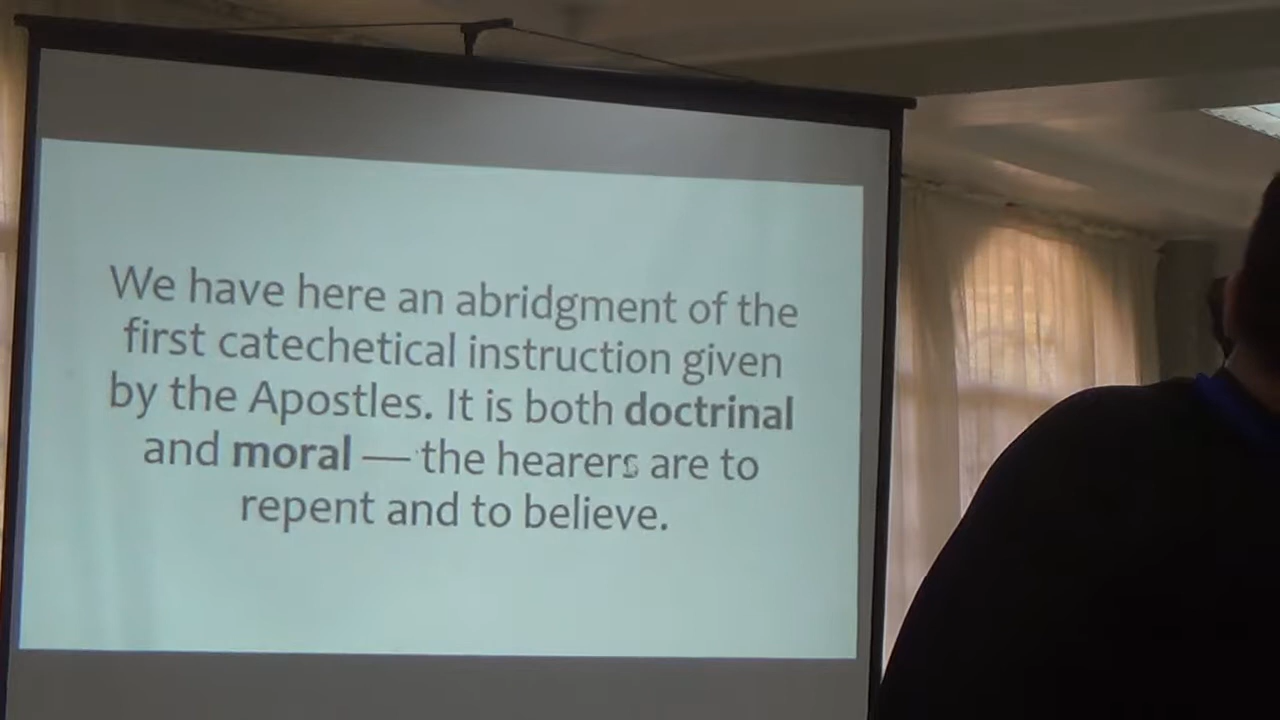 We have here an abridgment of the
first catechetical instruction given
by the Apostles. It is both doctrinal
and moral — the hearers are to
repent and to believe.